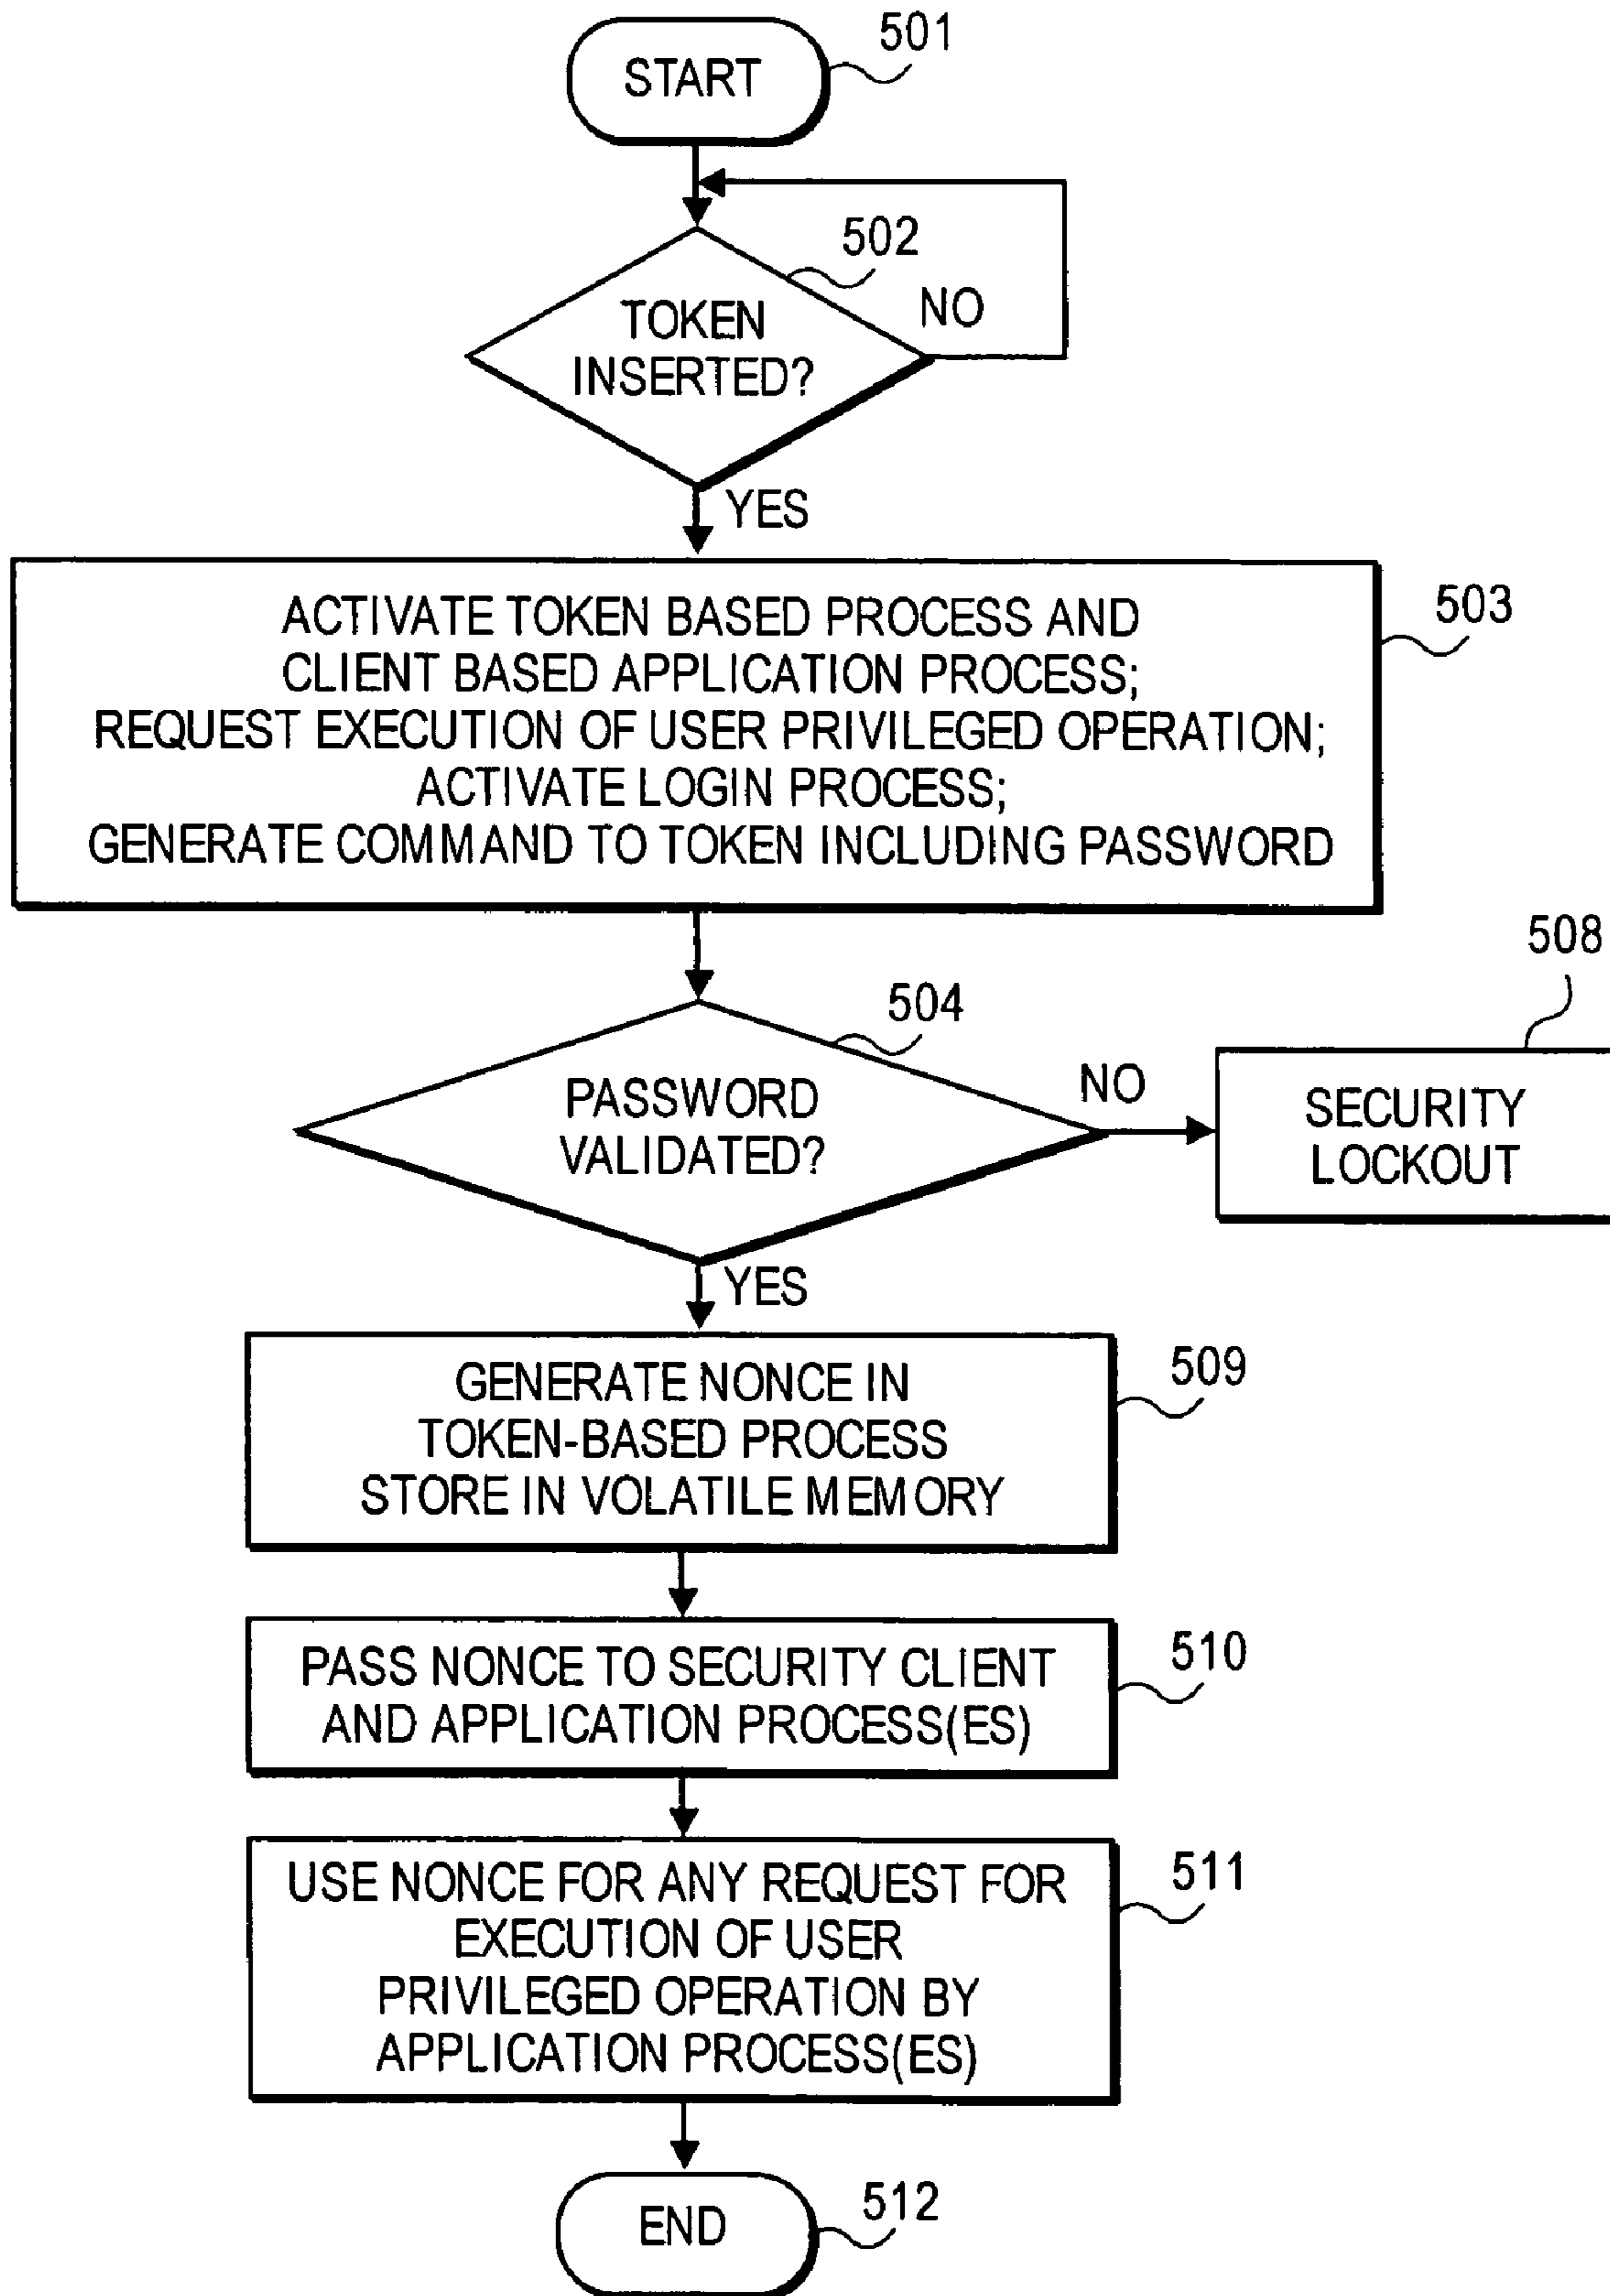 501
START
502
TOKEN
INSERTED?
NO
YES
503
ACTIVATE TOKEN BASED PROCESS AND
CLIENT BASED APPLICATION PROCESS;
REQUEST EXECUTION OF USER PRIVILEGED OPERATION;
ACTIVATE LOGIN PROCESS;
GENERATE COMMAND TO TOKEN INCLUDING PASSWORD
504
PASSWORD
VALIDATED?
NO
508
SECURITY
LOCKOUT
YES
509
GENERATE NONCE IN
TOKEN-BASED PROCESS
STORE IN VOLATILE MEMORY
510
PASS NONCE TO SECURITY CLIENT
AND APPLICATION PROCESS(ES)
511
USE NONCE FOR ANY REQUEST FOR
EXECUTION OF USER
PRIVILEGED OPERATION BY
APPLICATION PROCESS(ES)
END
512